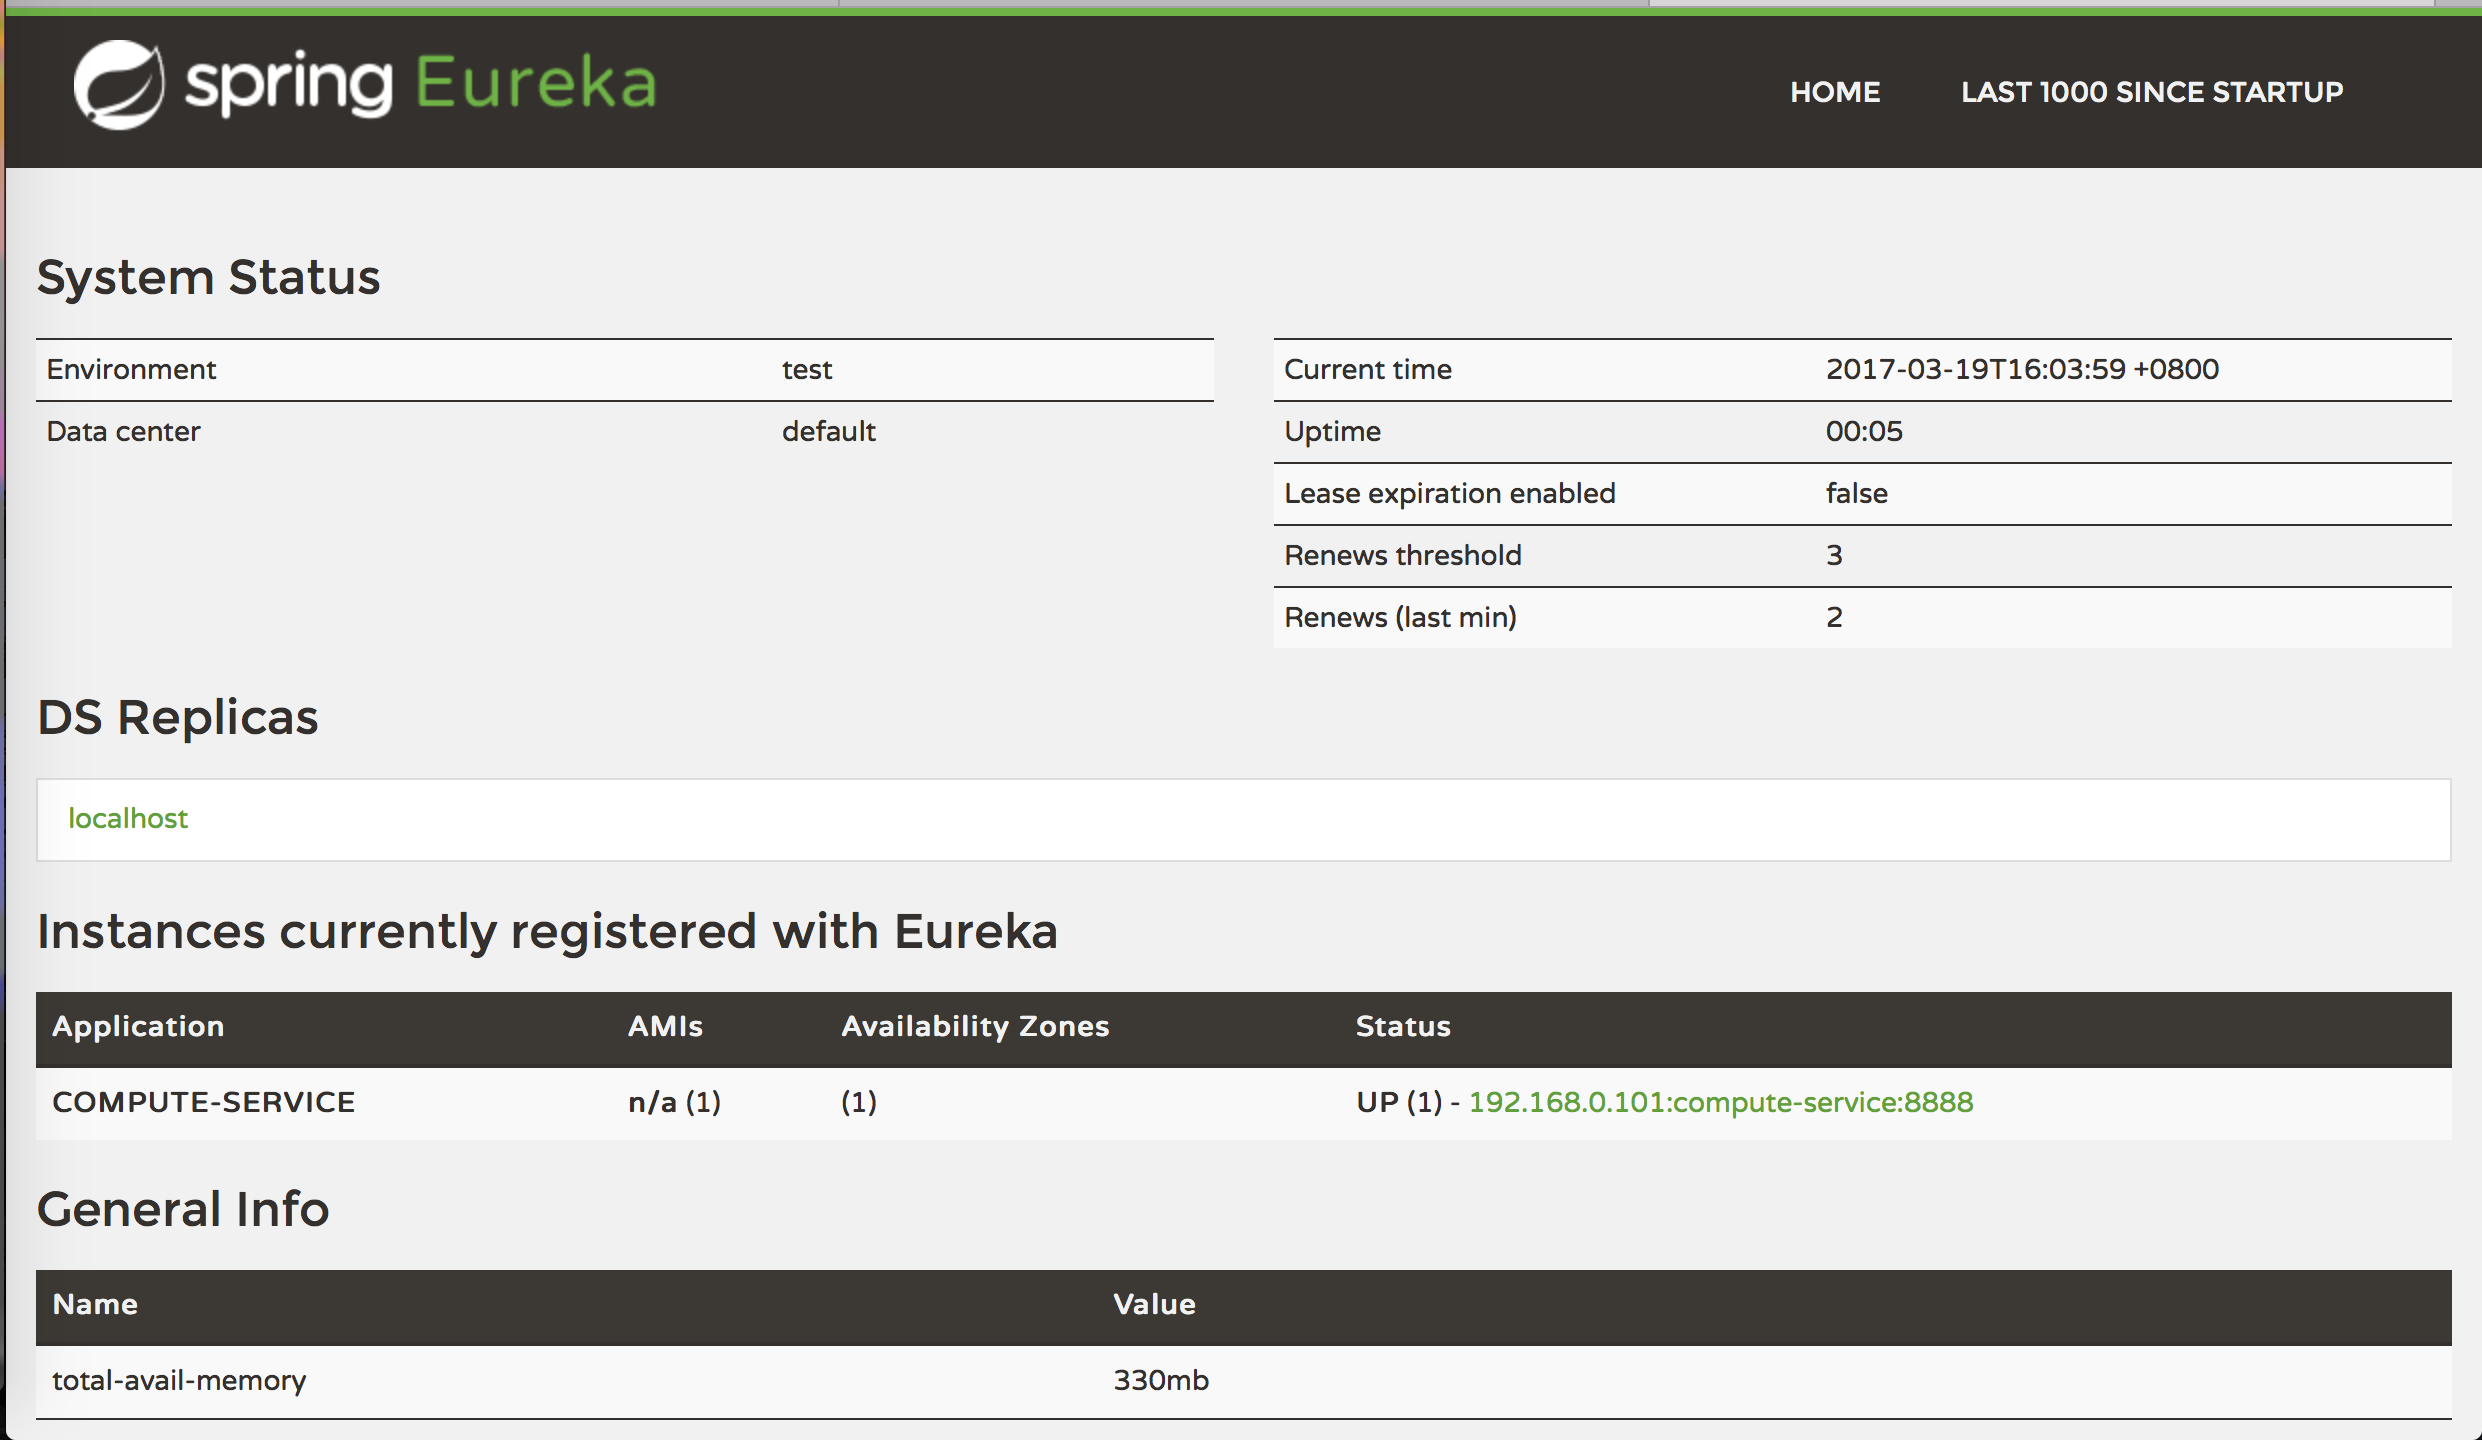 spring Eureka
HOME LAST 1000 SINCE STARTUP
System Status
Environment test
Data center default
Current time 2017-03-19T16:03:59 +0800
Uptime 00:05
Lease expiration enabled false
Renews threshold 3
Renews (last min) 2
DS Replicas
localhost
Instances currently registered with Eureka
Application AMIs Availability Zones Status
COMPUTE-SERVICE n/a (1) (1) UP (1) - 192.168.0.101:compute-service:8888
General Info
Name Value
total-avail-memory 330mb